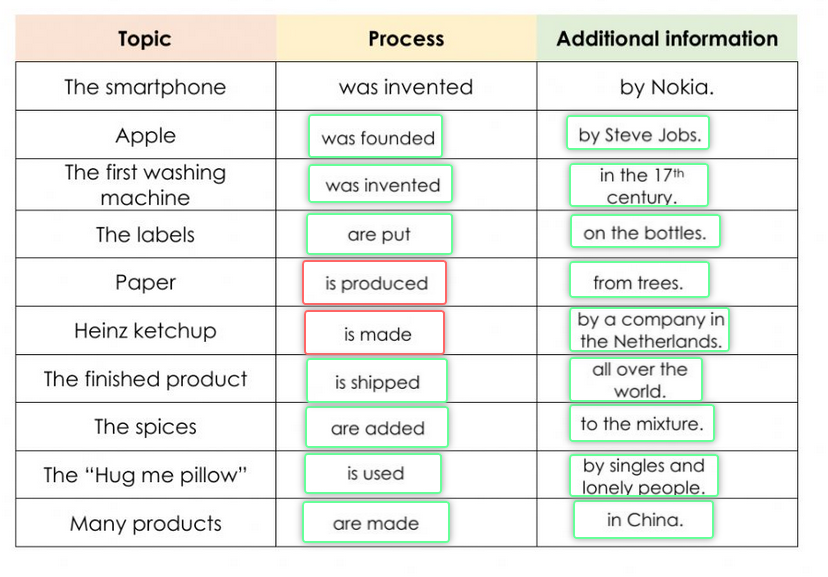 Topic Process Additional information
The smartphone was invented by Nokia.
Apple was founded by Steve Jobs.
The first washing
machine was invented in the 17th
century.
The labels are put on the bottles.
Paper is produced from trees.
Heinz ketchup is made by a company in
the Netherlands.
The finished product is shipped all over the
world.
The spices are added to the mixture.
The “Hug me pillow” is used by singles and
lonely people.
Many products are made in China.